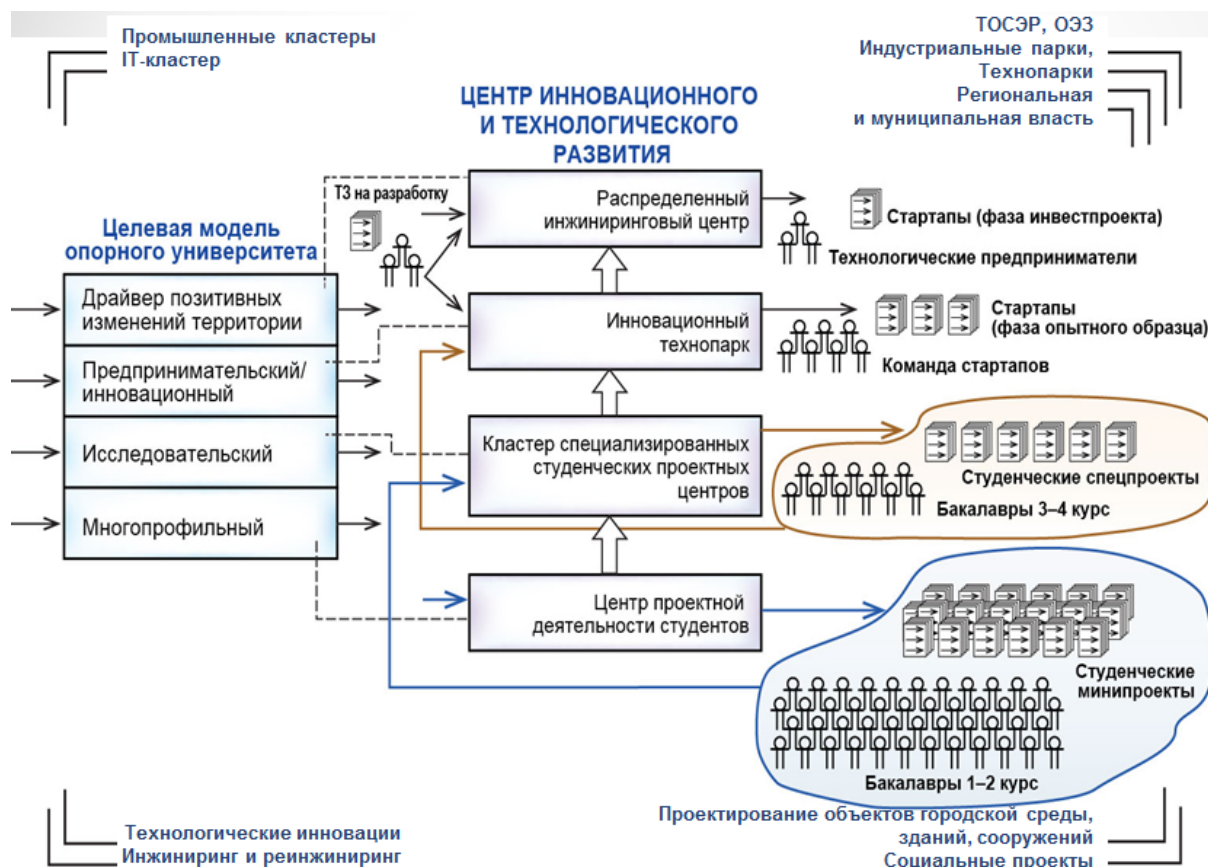 Промышленные кластеры
IT-кластер
ТОСЭР, ОЭЗ
Индустриальные парки,
Технопарки
Региональная
и муниципальная власть
ЦЕНТР ИННОВАЦИОННОГО
И ТЕХНОЛОГИЧЕСКОГО
РАЗВИТИЯ
Целевая модель
опорного университета
Драйвер позитивных
изменений территории
Предпринимательский/
инновационный
Исследовательский
Многопрофильный
ТЗ на разработку
Распределенный
инжиниринговый центр
Стартапы (фаза инвестпроекта)
Технологические предприниматели
Инновационный
технопарк
Стартапы
(фаза опытного образца)
Команда стартапов
Кластер специализированных
студенческих проектных
центров
Студенческие спецпроекты
Бакалавры 3–4 курс
Центр проектной
деятельности студентов
Студенческие
минипроекты
Бакалавры 1–2 курс
Технологические инновации
Инжиниринг и реинжиниринг
Проектирование объектов городской среды,
зданий, сооружений
Социальные проекты